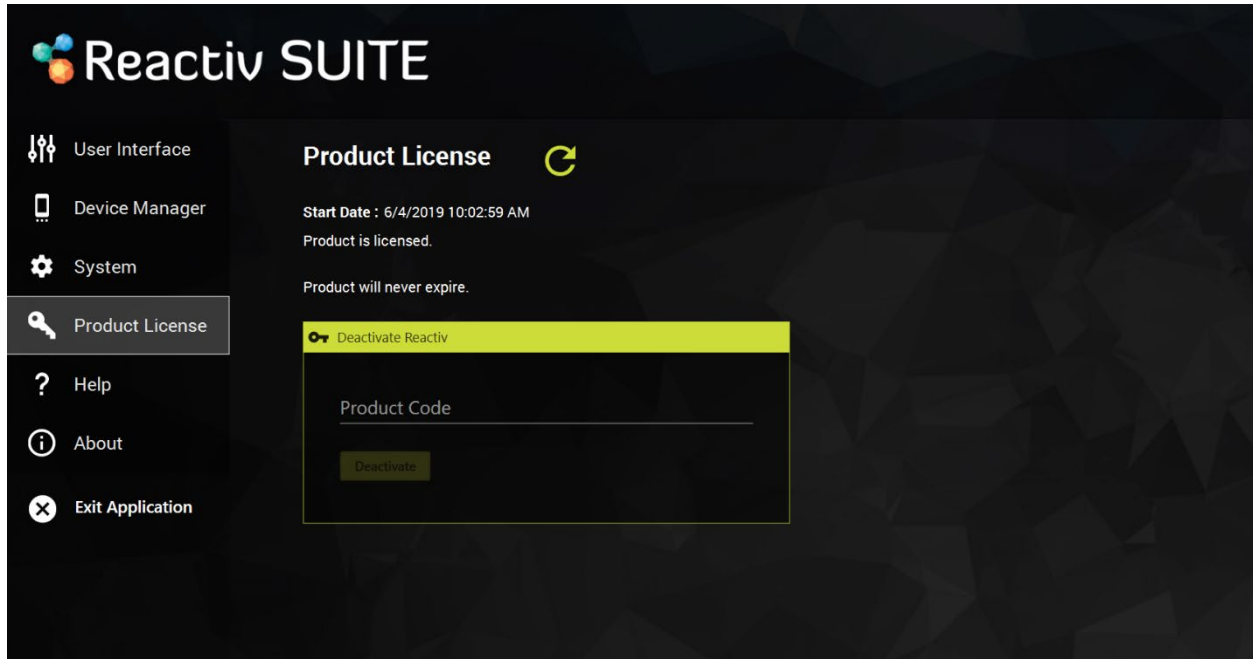 Reactiv SUITE
User Interface
Device Manager
System
Product License
Help
About
Exit Application
Product License
Start Date : 6/4/2019 10:02:59 AM
Product is licensed.
Product will never expire.
Deactivate Reactiv
Product Code
Deactivate